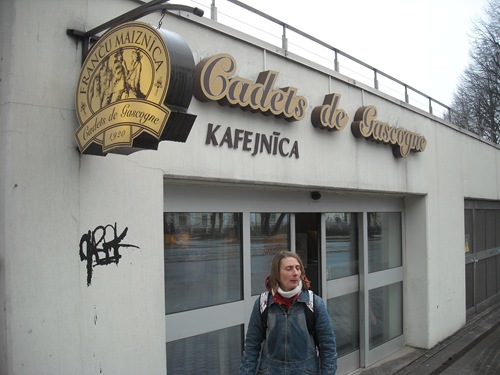 FRANČU MAIZNĪCA
Cadets de Gascogne
1920
Cadets de Gascogne
KAFEJNĪCA